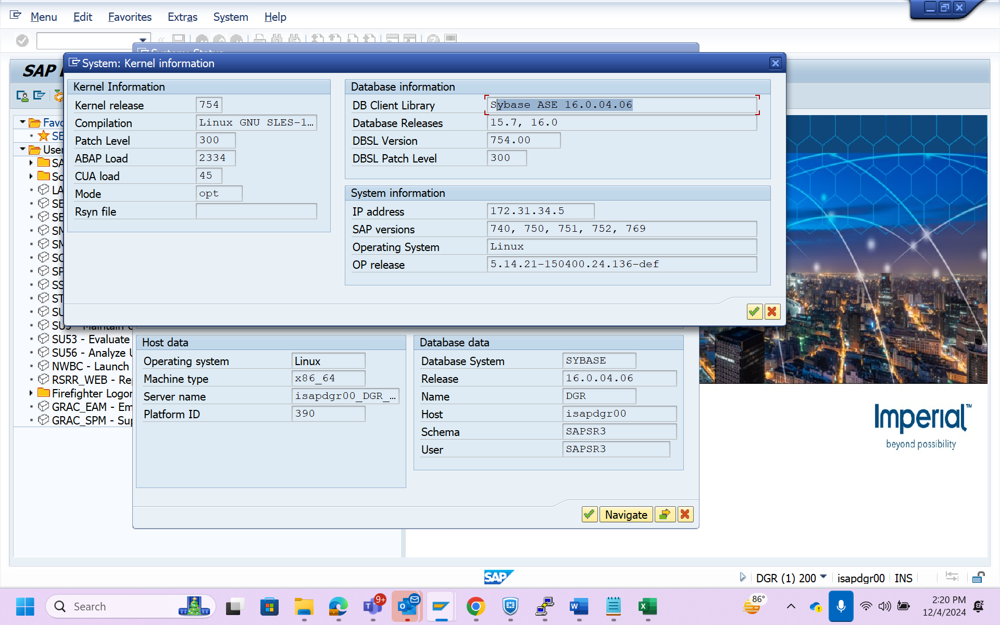 Menu Edit Favorites Extras System Help
System: Kernel information
SAP
Kernel Information
Kernel release 754
Compilation Linux GNU SLES-1...
Patch Level 300
ABAP Load 2334
CUA load 45
Mode opt
Rsyn file
Database information
DB Client Library Sybase ASE 16.0.04.06
Database Releases 15.7, 16.0
DBSL Version 754.00
DBSL Patch Level 300
System information
IP address 172.31.34.5
SAP versions 740, 750, 751, 752, 769
Operating System Linux
OP release 5.14.21-150400.24.136-def
Favo
SE
User
SA
Sc
LA
SE
SE
SM
SM
SO
SP
SS
ST
SU
SU3 - Maintain
SU53 - Evaluate
SU56 - Analyze
NWBC - Launch
RSRR_WEB - Re
Firefighter Logon
GRAC_EAM - Em
GRAC_SPM - Sup
Host data
Operating system Linux
Machine type x86_64
Server name isapdgr00_DGR_...
Platform ID 390
Database data
Database System SYBASE
Release 16.0.04.06
Name DGR
Host isapdgr00
Schema SAPSR3
User SAPSR3
Navigate
Imperial™
beyond possibility
SAP
DGR (1) 200 isapdgr00 INS
Search
9+
86°
2:20 PM
12/4/2024